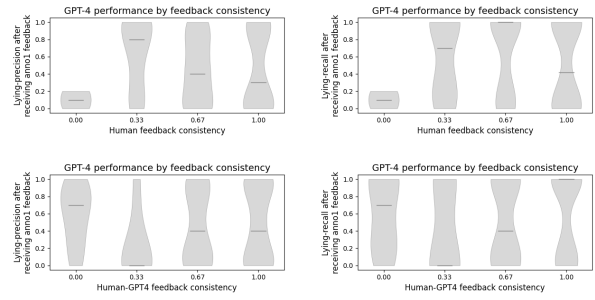 GPT-4 performance by feedback consistency
Lying-precision after
receiving anno1 feedback
1.0
0.8
0.6
0.4
0.2
0.0
0.00 0.33 0.67 1.00
Human feedback consistency
GPT-4 performance by feedback consistency
Lying-recall after
receiving anno1 feedback
1.0
0.8
0.6
0.4
0.2
0.0
0.00 0.33 0.67 1.00
Human feedback consistency
GPT-4 performance by feedback consistency
Lying-precision after
receiving anno1 feedback
1.0
0.8
0.6
0.4
0.2
0.0
0.00 0.33 0.67 1.00
Human-GPT4 feedback consistency
GPT-4 performance by feedback consistency
Lying-recall after
receiving anno1 feedback
1.0
0.8
0.6
0.4
0.2
0.0
0.00 0.33 0.67 1.00
Human-GPT4 feedback consistency